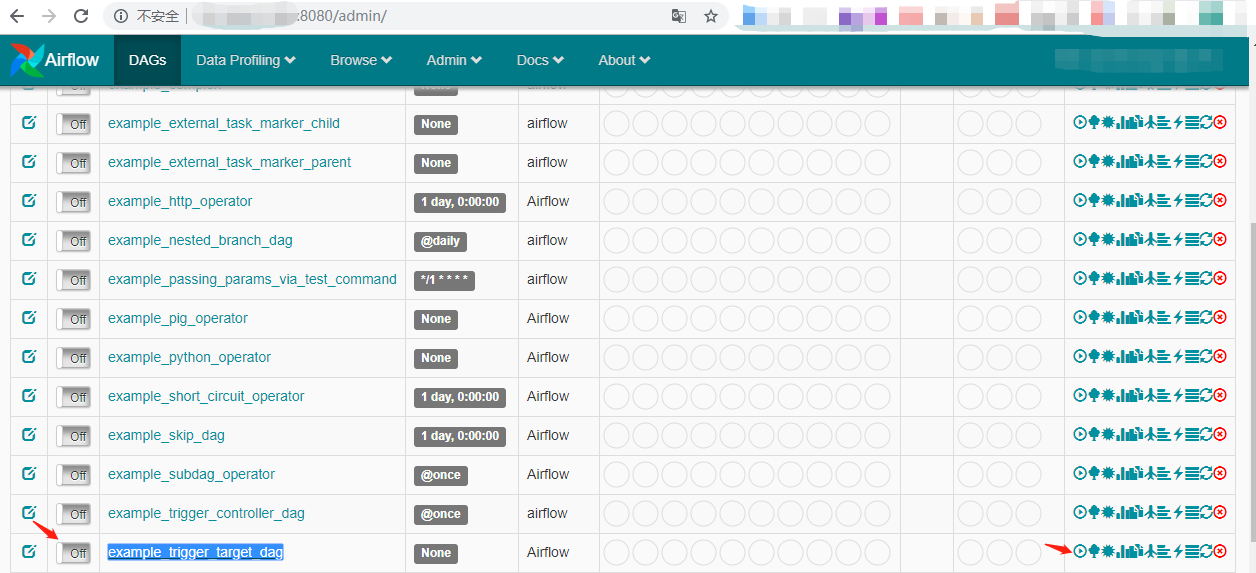 不安全 :8080/admin/
Airflow DAGs Data Profiling Browse Admin Docs About
Off example_external_task_marker_child None airflow
Off example_external_task_marker_parent None airflow
Off example_http_operator 1 day, 0:00:00 Airflow
Off example_nested_branch_dag @daily airflow
Off example_passing_params_via_test_command */1 * * * * airflow
Off example_pig_operator None Airflow
Off example_python_operator None Airflow
Off example_short_circuit_operator 1 day, 0:00:00 Airflow
Off example_skip_dag 1 day, 0:00:00 Airflow
Off example_subdag_operator @once Airflow
Off example_trigger_controller_dag @once airflow
Off example_trigger_target_dag None Airflow